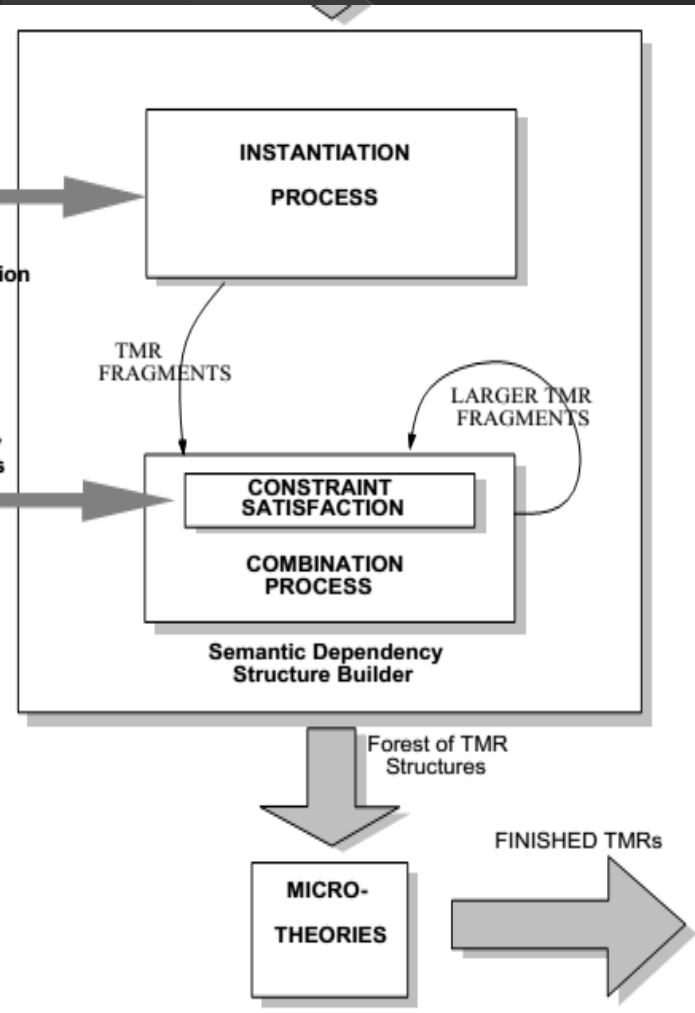 INSTANTIATION
PROCESS
ion
TMR
FRAGMENTS
LARGER TMR
FRAGMENTS
s
CONSTRAINT
SATISFACTION
COMBINATION
PROCESS
Semantic Dependency
Structure Builder
Forest of TMR
Structures
FINISHED TMRs
MICRO-
THEORIES